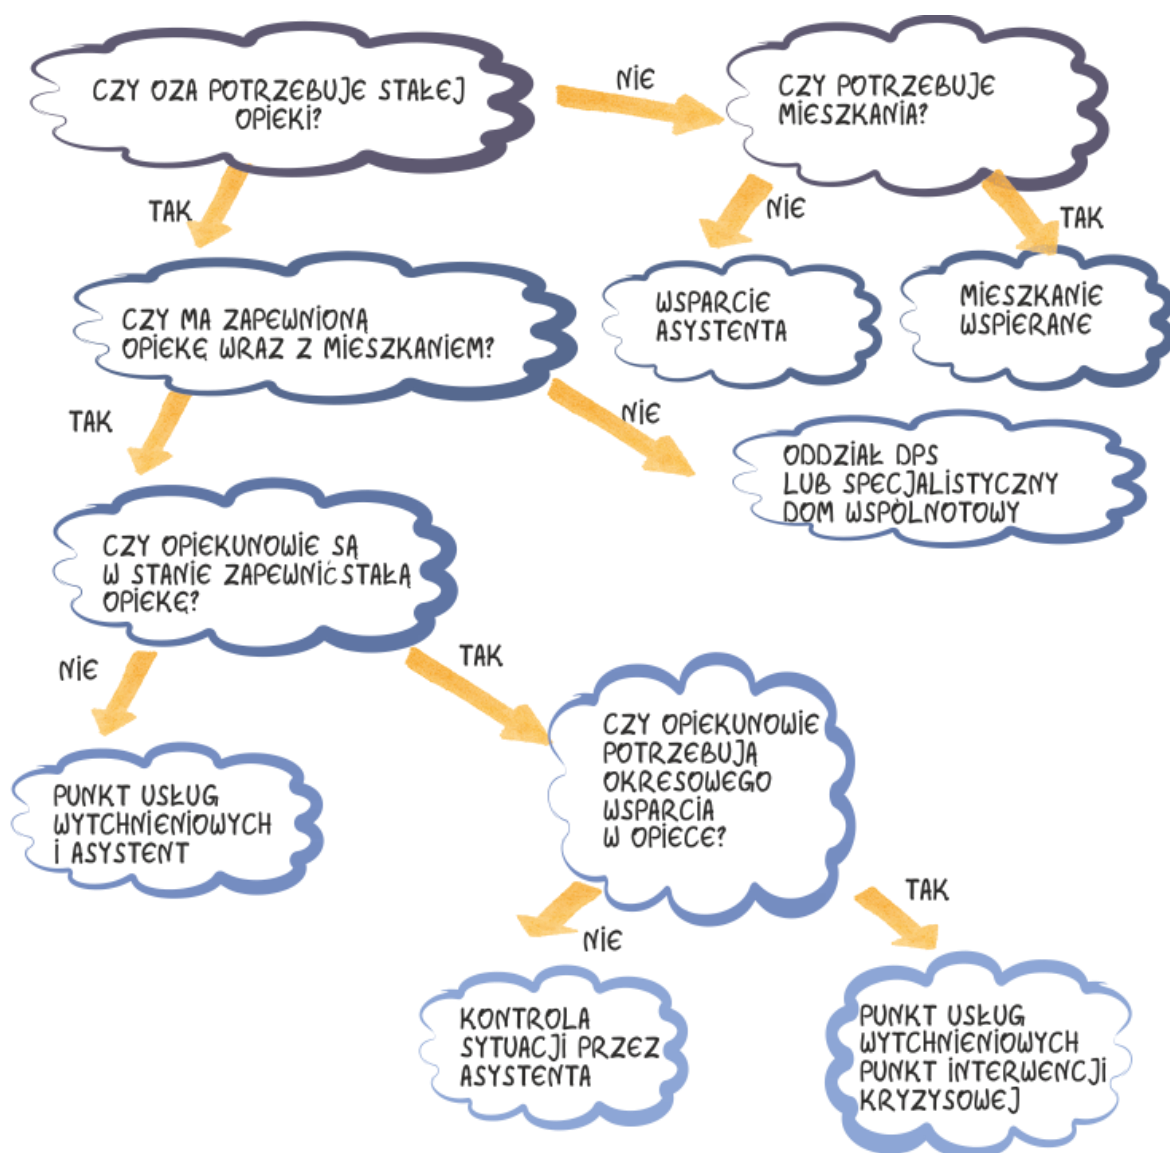 CZY OZA POTRZEBUJE STAŁEJ
OPIEKI?
NIE
CZY POTRZEBUJE
MIESZKANIA?
TAK
NIE
TAK
CZY MA ZAPEWNIONĄ
OPIEKĘ WRAZ Z MIESZKANIEM?
WSPARCIE
ASYSTENTA
MIESZKANIE
WSPIERANE
TAK
NIE
ODDZIAŁ DPS
LUB SPECJALISTYCZNY
DOM WSPÓLNOTOWY
CZY OPIEKUNOWIE SĄ
W STANIE ZAPEWNIĆ STAŁĄ
OPIEKĘ?
NIE
TAK
CZY OPIEKUNOWIE
POTRZEBUJĄ
OKRESOWEGO
WSPARCIA
W OPIECE?
PUNKT USŁUG
WYTCHNIENIOWYCH
I ASYSTENT
NIE
TAK
KONTROLA
SYTUACJI PRZEZ
ASYSTENTA
PUNKT USŁUG
WYTCHNIENIOWYCH
PUNKT INTERWENCJI
KRYZYSOWEJ